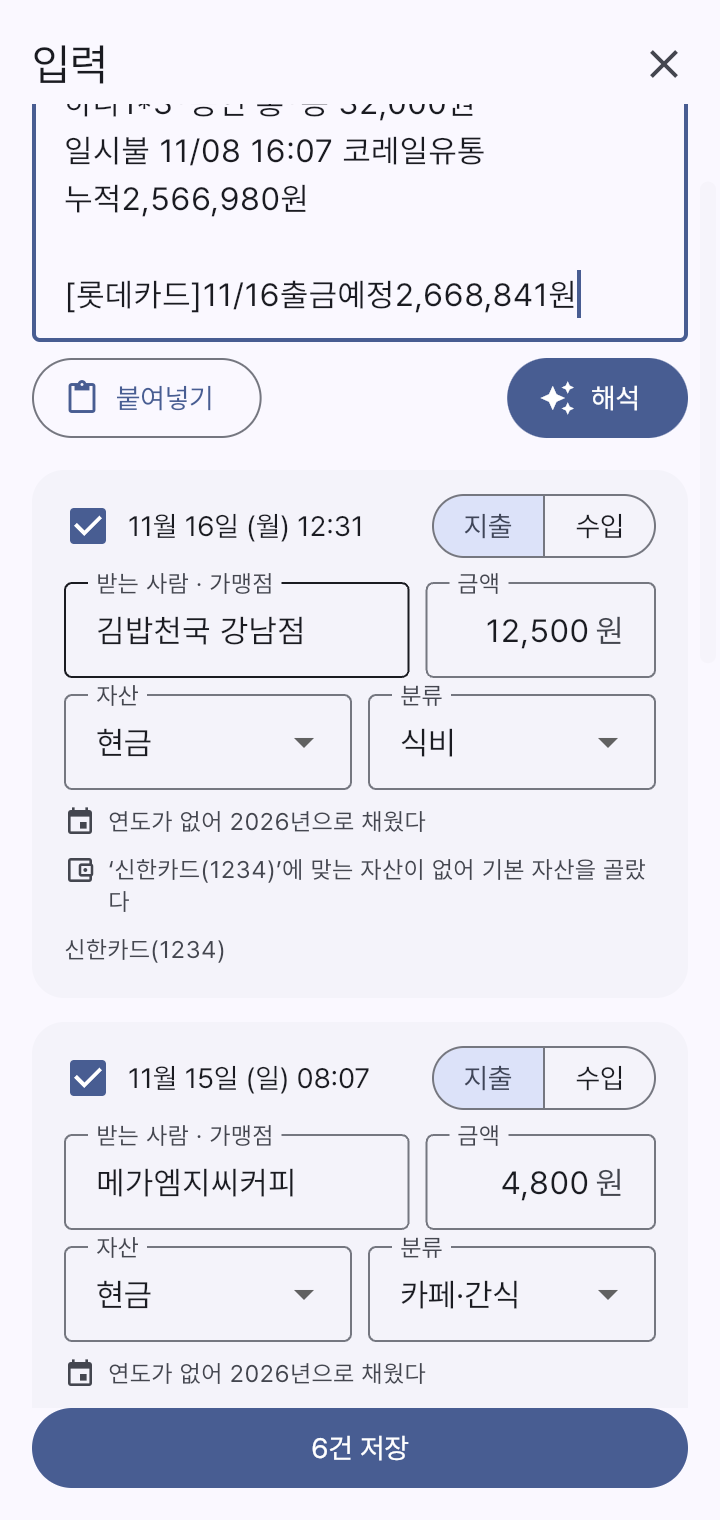 입력
32,000원
일시불 11/08 16:07 코레일유통
누적2,566,980원
[롯데카드]11/16출금예정2,668,841원
붙여넣기
해석
11월 16일 (월) 12:31
지출
수입
받는 사람 · 가맹점
김밥천국 강남점
금액
12,500 원
자산
현금
분류
식비
연도가 없어 2026년으로 채웠다
‘신한카드(1234)’에 맞는 자산이 없어 기본 자산을 골랐
다
신한카드(1234)
11월 15일 (일) 08:07
지출
수입
받는 사람 · 가맹점
메가엠지씨커피
금액
4,800 원
자산
현금
분류
카페·간식
연도가 없어 2026년으로 채웠다
6건 저장